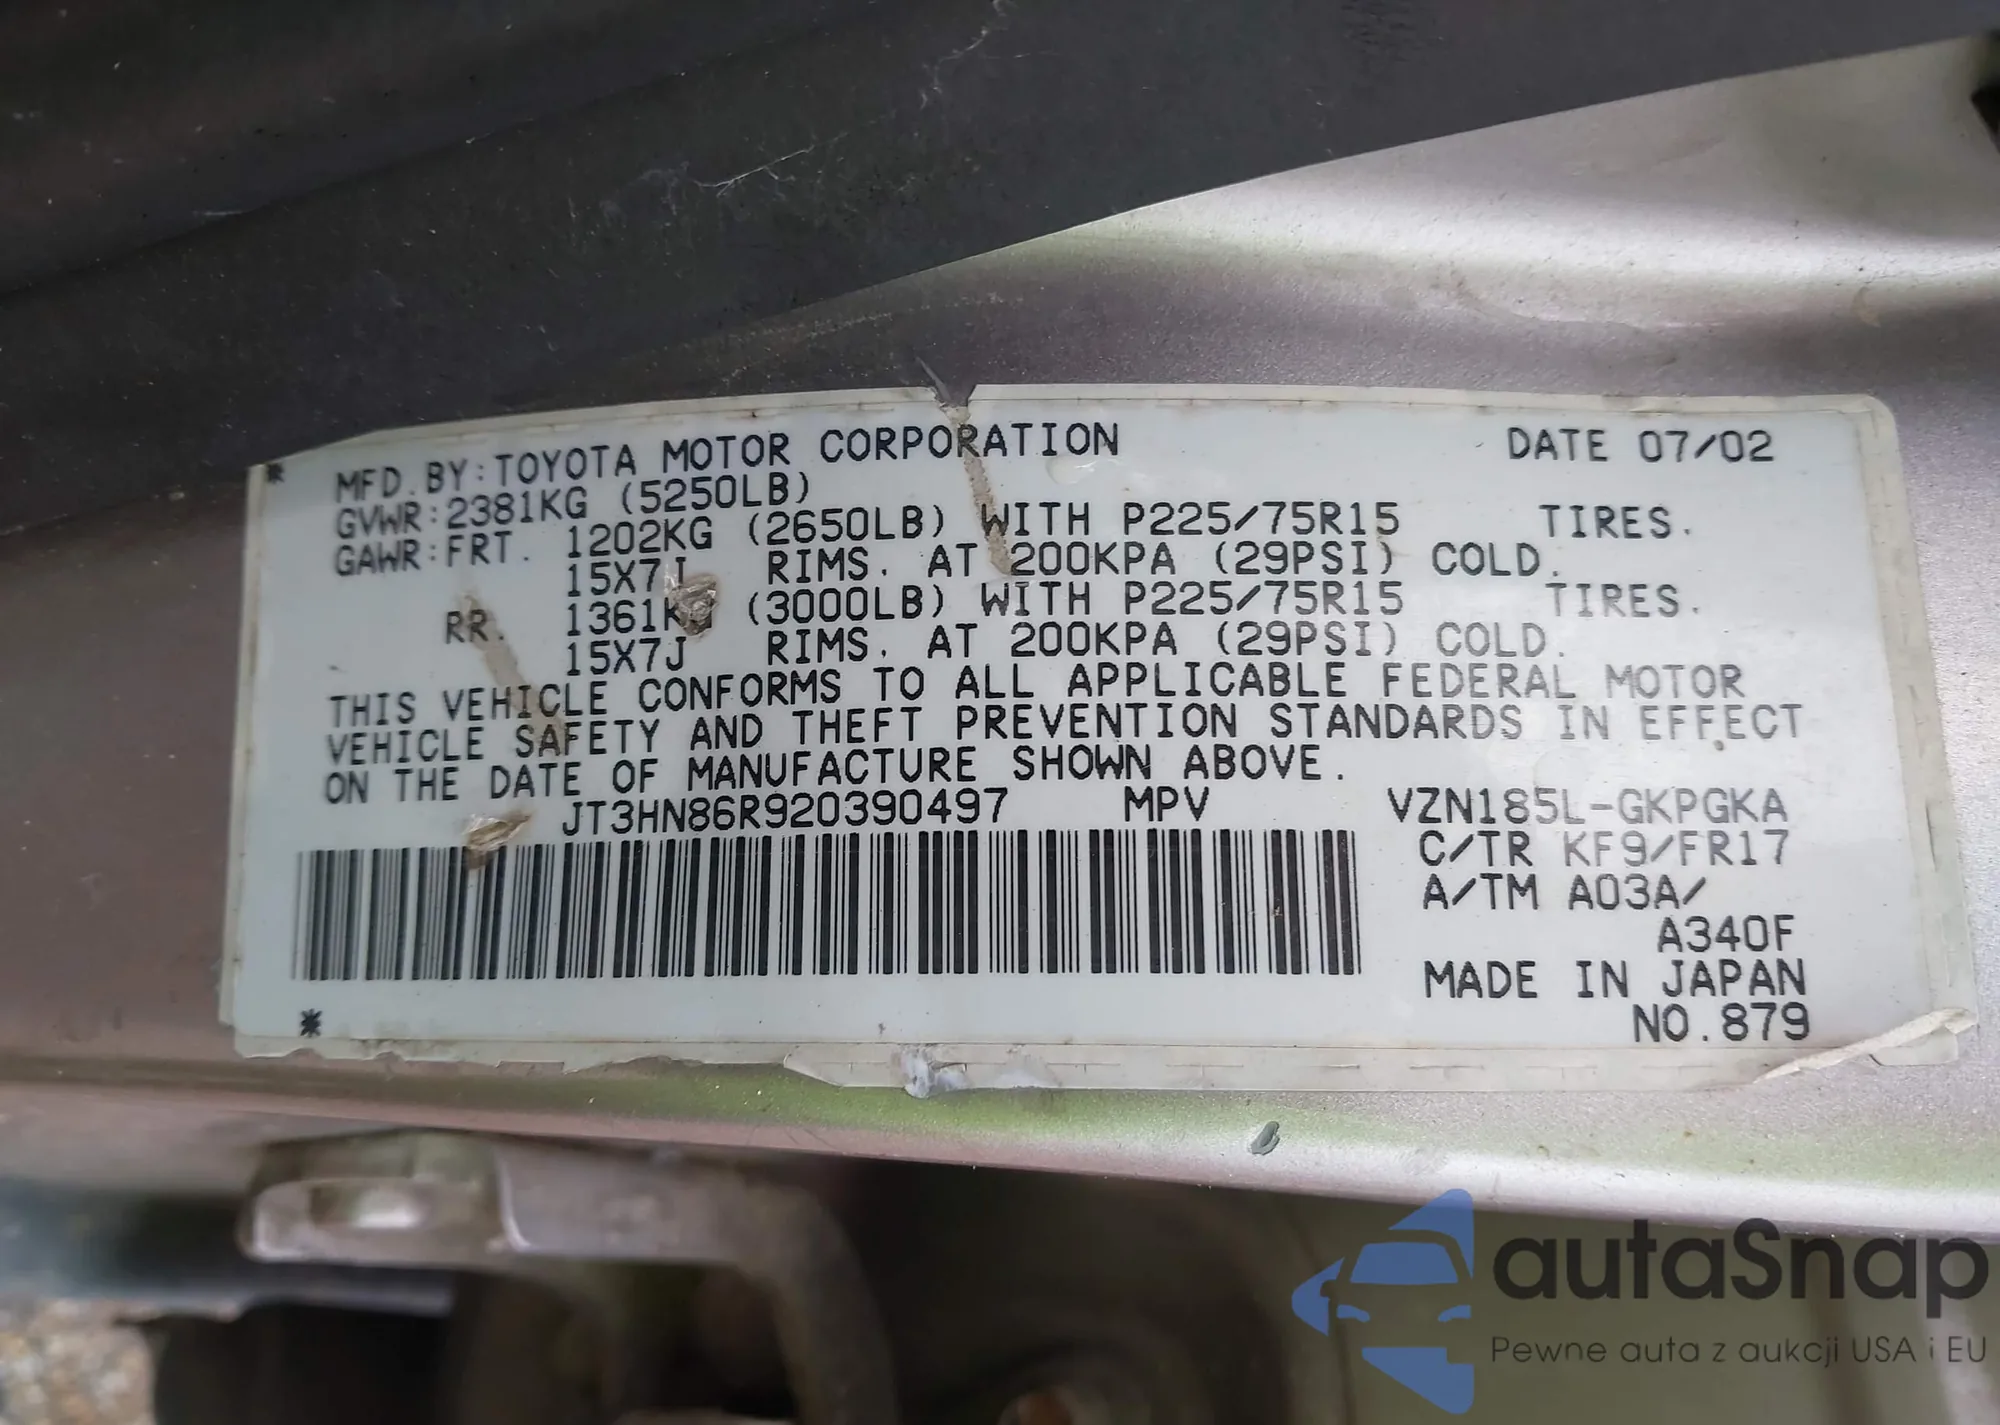 MFD. BY: TOYOTA MOTOR CORPORATION DATE 07/02
GVWR: 2381KG (5250LB)
GAWR: FRT. 1202KG (2650LB) WITH P225/75R15 TIRES.
15X7J RIMS. AT 200KPA (29PSI) COLD.
RR. 1361KG (3000LB) WITH P225/75R15 TIRES.
15X7J RIMS. AT 200KPA (29PSI) COLD.
THIS VEHICLE CONFORMS TO ALL APPLICABLE FEDERAL MOTOR
VEHICLE SAFETY AND THEFT PREVENTION STANDARDS IN EFFECT
ON THE DATE OF MANUFACTURE SHOWN ABOVE.
JT3HN86R920390497 MPV VZN185L-GKPGKA
C/TR KF9/FR17
A/TM A03A/
A340F
MADE IN JAPAN
NO.879
autaSnap
Pewne auta z aukcji USA i EU